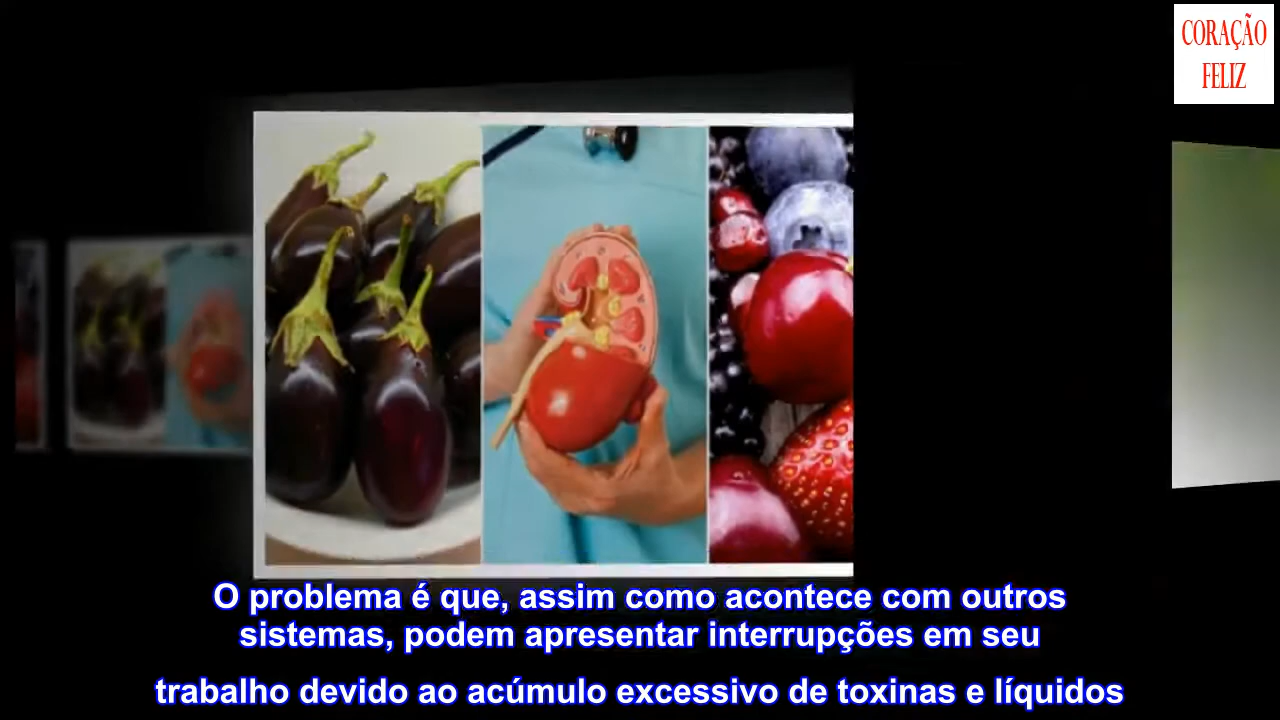 CORAÇÃO
FELIZ
O problema é que, assim como acontece com outros
sistemas, podem apresentar interrupções em seu
trabalho devido ao acúmulo excessivo de toxinas e líquidos